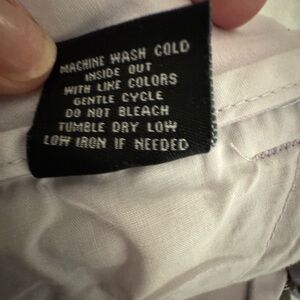 MACHINE WASH COLD
INSIDE OUT
WITH LIKE COLORS
GENTLE CYCLE
DO NOT BLEACH
TUMBLE DRY LOW
LOW IRON IF NEEDED